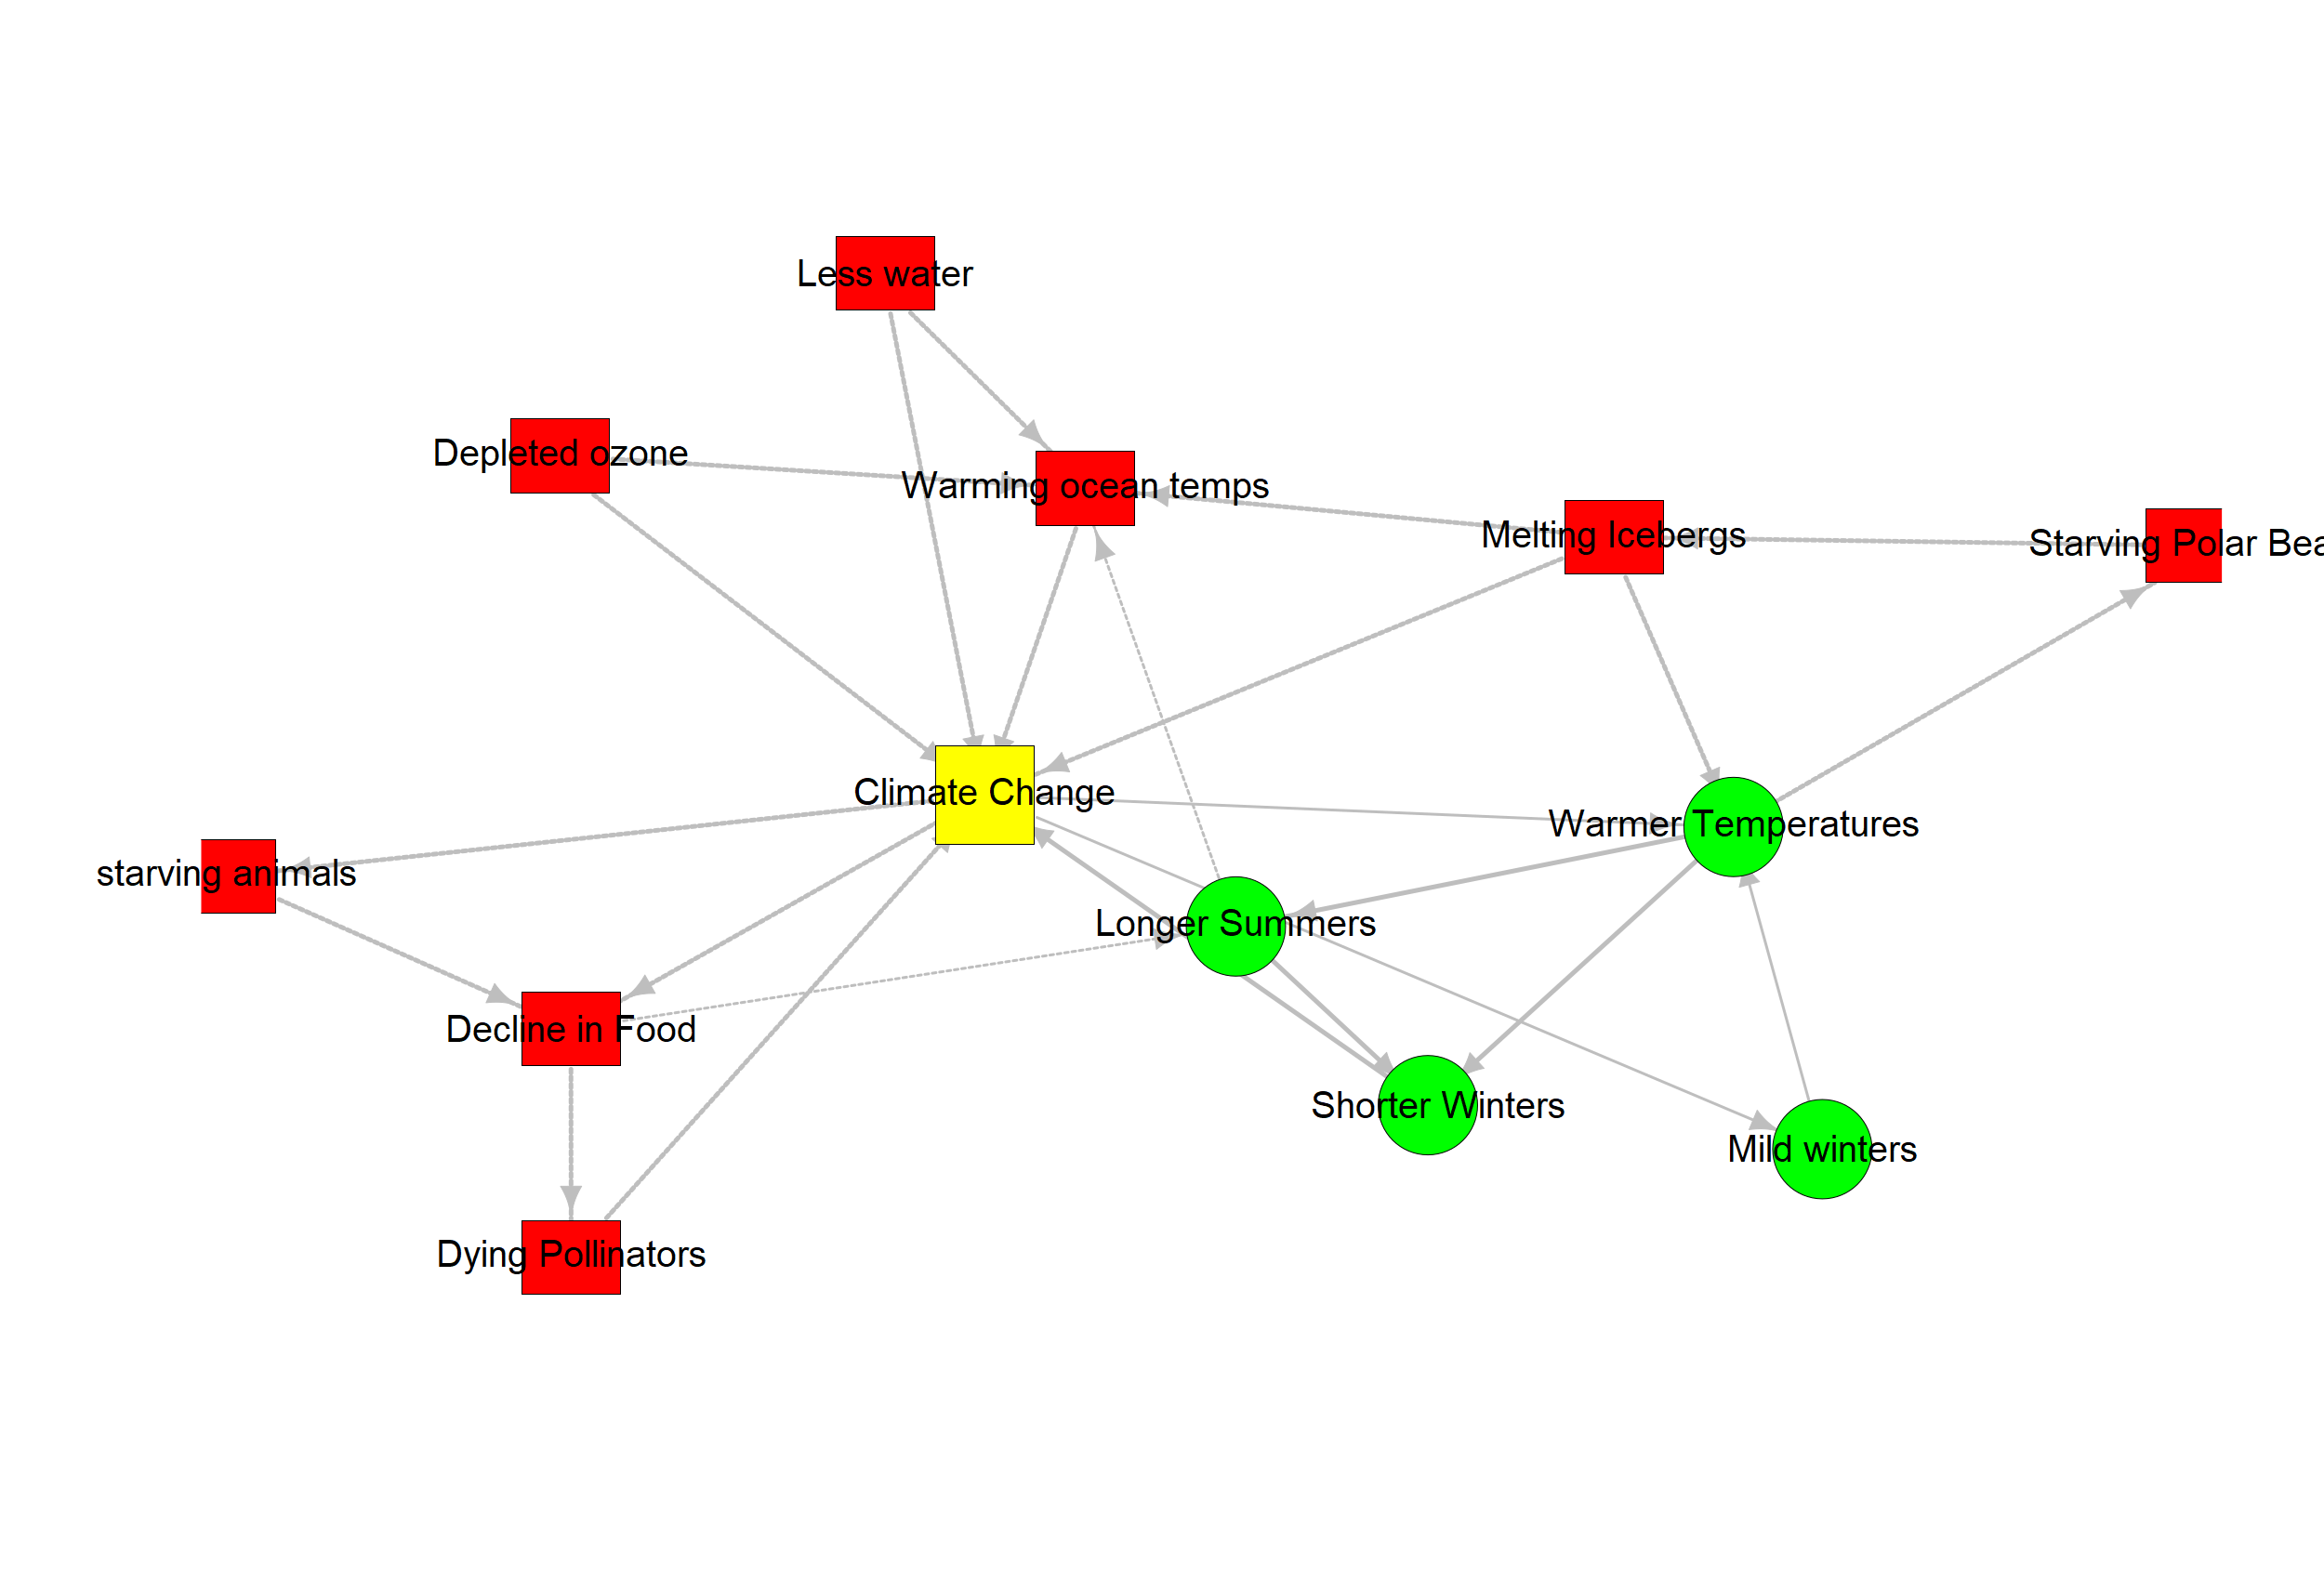 Less water
Depleted ozone
Warming ocean temps
Melting Icebergs
Starving Polar Bea
Climate Change
Warmer Temperatures
starving animals
Longer Summers
Decline in Food
Shorter Winters
Mild winters
Dying Pollinators